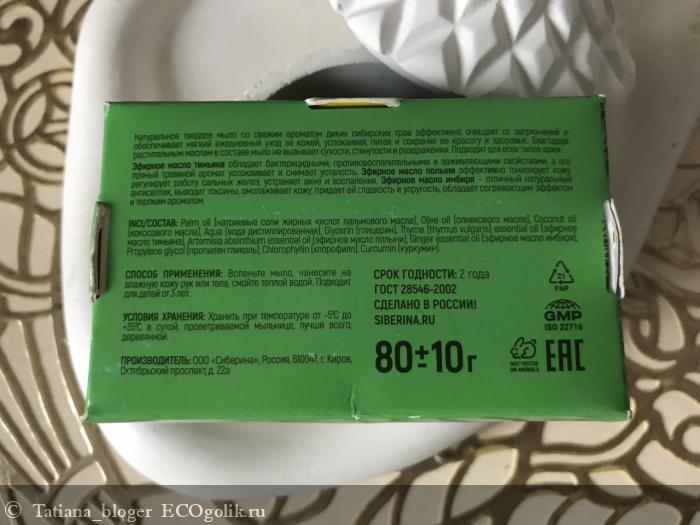 Натуральное твердое мыло со свежим ароматом диких сибирских трав эффективно очищает от загрязнений и
обеспечивает мягкий ежедневный уход за кожей, успокаивая, питая и сохраняя ее красоту и здоровье. Благодаря
растительным маслам в составе мыло не вызывает сухости, стянутости и раздражения. Подходит для всех типов кожи.
Эфирное масло тимьяна обладает бактерицидными, противовоспалительными и заживляющими свойствами, а его
пряный травяной аромат успокаивает и снимает усталость. Эфирное масло полыни эффективно тонизирует кожу,
регулирует работу сальных желез, устраняет акне и воспаления. Эфирное масло имбиря - отличный натуральный
антисептик, выводит токсины, омолаживает кожу, придает ей гладкость и упругость, обладает согревающим эффектом
и терпким ароматом.
INCI/СОСТАВ: Palm oil (натриевые соли жирных кислот пальмового масла), Olive oil (оливкового масла), Coconut oil
(кокосового масла), Aqua (вода дистиллированная), Glycerin (глицерин), Thyme (thymus vulgaris) essential oil (эфирное
масло тимьяна), Artemisia absinthium essential oil (эфирное масло полыни), Ginger essential oil (эфирное масло имбиря),
Propylene glycol (пропилен гликоль), Chlorophyllin (хлорофилл), Curcumin (куркумин).
СПОСОБ ПРИМЕНЕНИЯ: Вспеньте мыло, нанесите на
влажную кожу рук или тела, смойте теплой водой. Подходит
для детей от 3 лет.
УСЛОВИЯ ХРАНЕНИЯ: Хранить при температуре от -5°С до
+35°С в сухой, проветриваемой мыльнице, лучше всего,
деревянной.
ПРОИЗВОДИТЕЛЬ: ООО «Сиберина», Россия, 610047, г. Киров,
Октябрьский проспект, д. 22а
СРОК ГОДНОСТИ: 2 года
ГОСТ 28546-2002
СДЕЛАНО В РОССИИ!
SIBERINA.RU
80±10 г
21
PAP
GMP
ISO 22716
NOT TESTED
ON ANIMALS
EAC
© Tatiana_bloger ECOgolik.ru